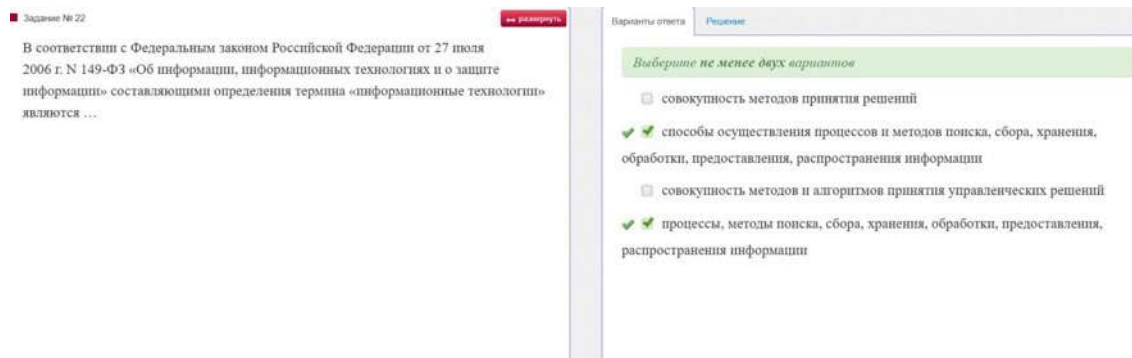 Задание № 22
развернуть
В соответствии с Федеральным законом Российской Федерации от 27 июля
2006 г. N 149-ФЗ «Об информации, информационных технологиях и о защите
информации» составляющими определения термина «информационные технологии»
являются …
Варианты ответа
Решение
Выберите не менее двух вариантов
совокупность методов принятия решений
способы осуществления процессов и методов поиска, сбора, хранения,
обработки, предоставления, распространения информации
совокупность методов и алгоритмов принятия управленческих решений
процессы, методы поиска, сбора, хранения, обработки, предоставления,
распространения информации